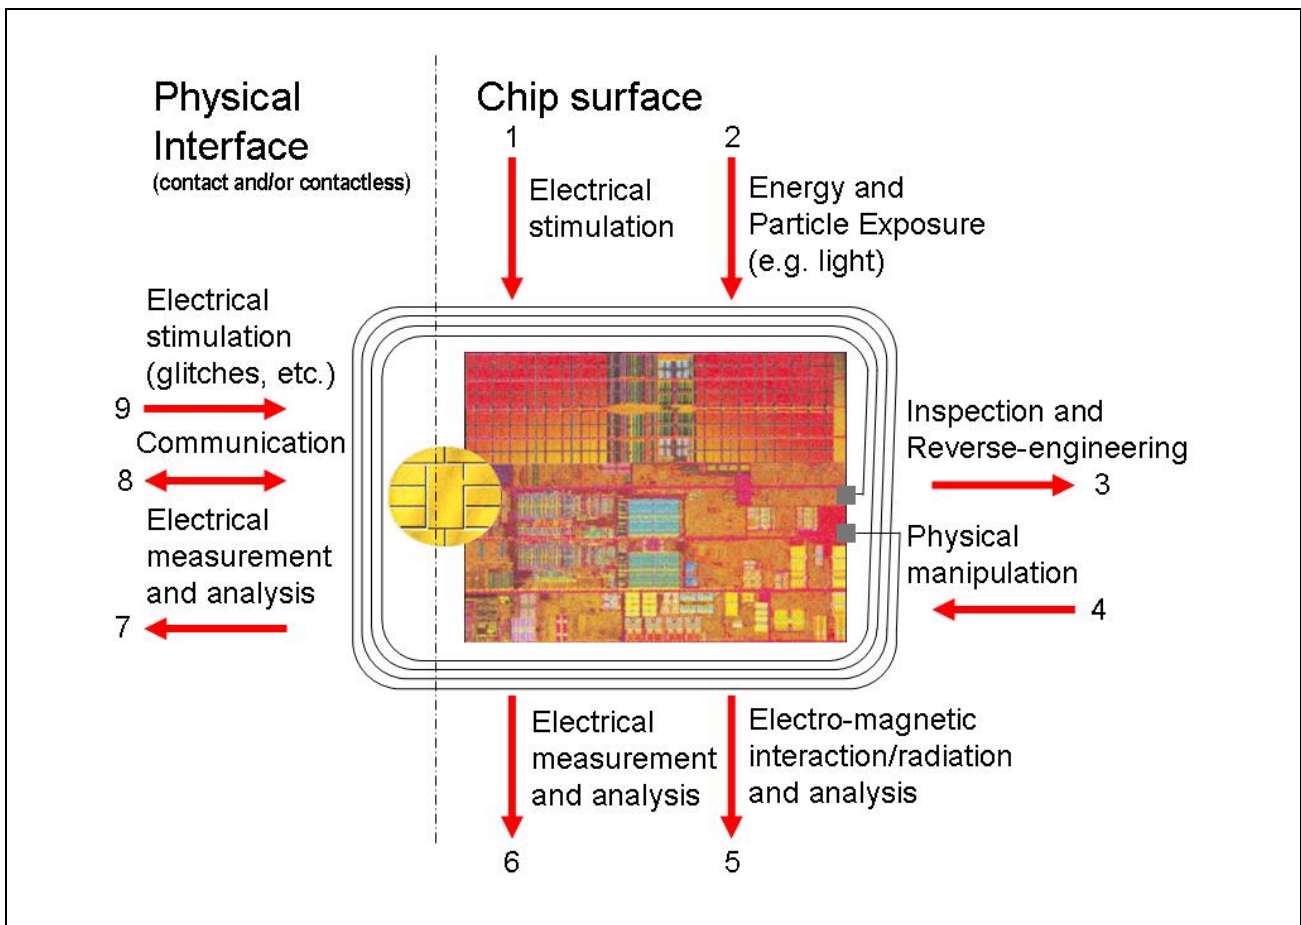 Physical
Interface
(contact and/or contactless)
Chip surface
1
2
Electrical
stimulation
Energy and
Particle Exposure
(e.g. light)
Electrical
stimulation
(glitches, etc.)
9
Communication
8
Electrical
measurement
and analysis
7
Inspection and
Reverse-engineering
3
Physical
manipulation
4
Electrical
measurement
and analysis
6
Electro-magnetic
interaction/radiation
and analysis
5